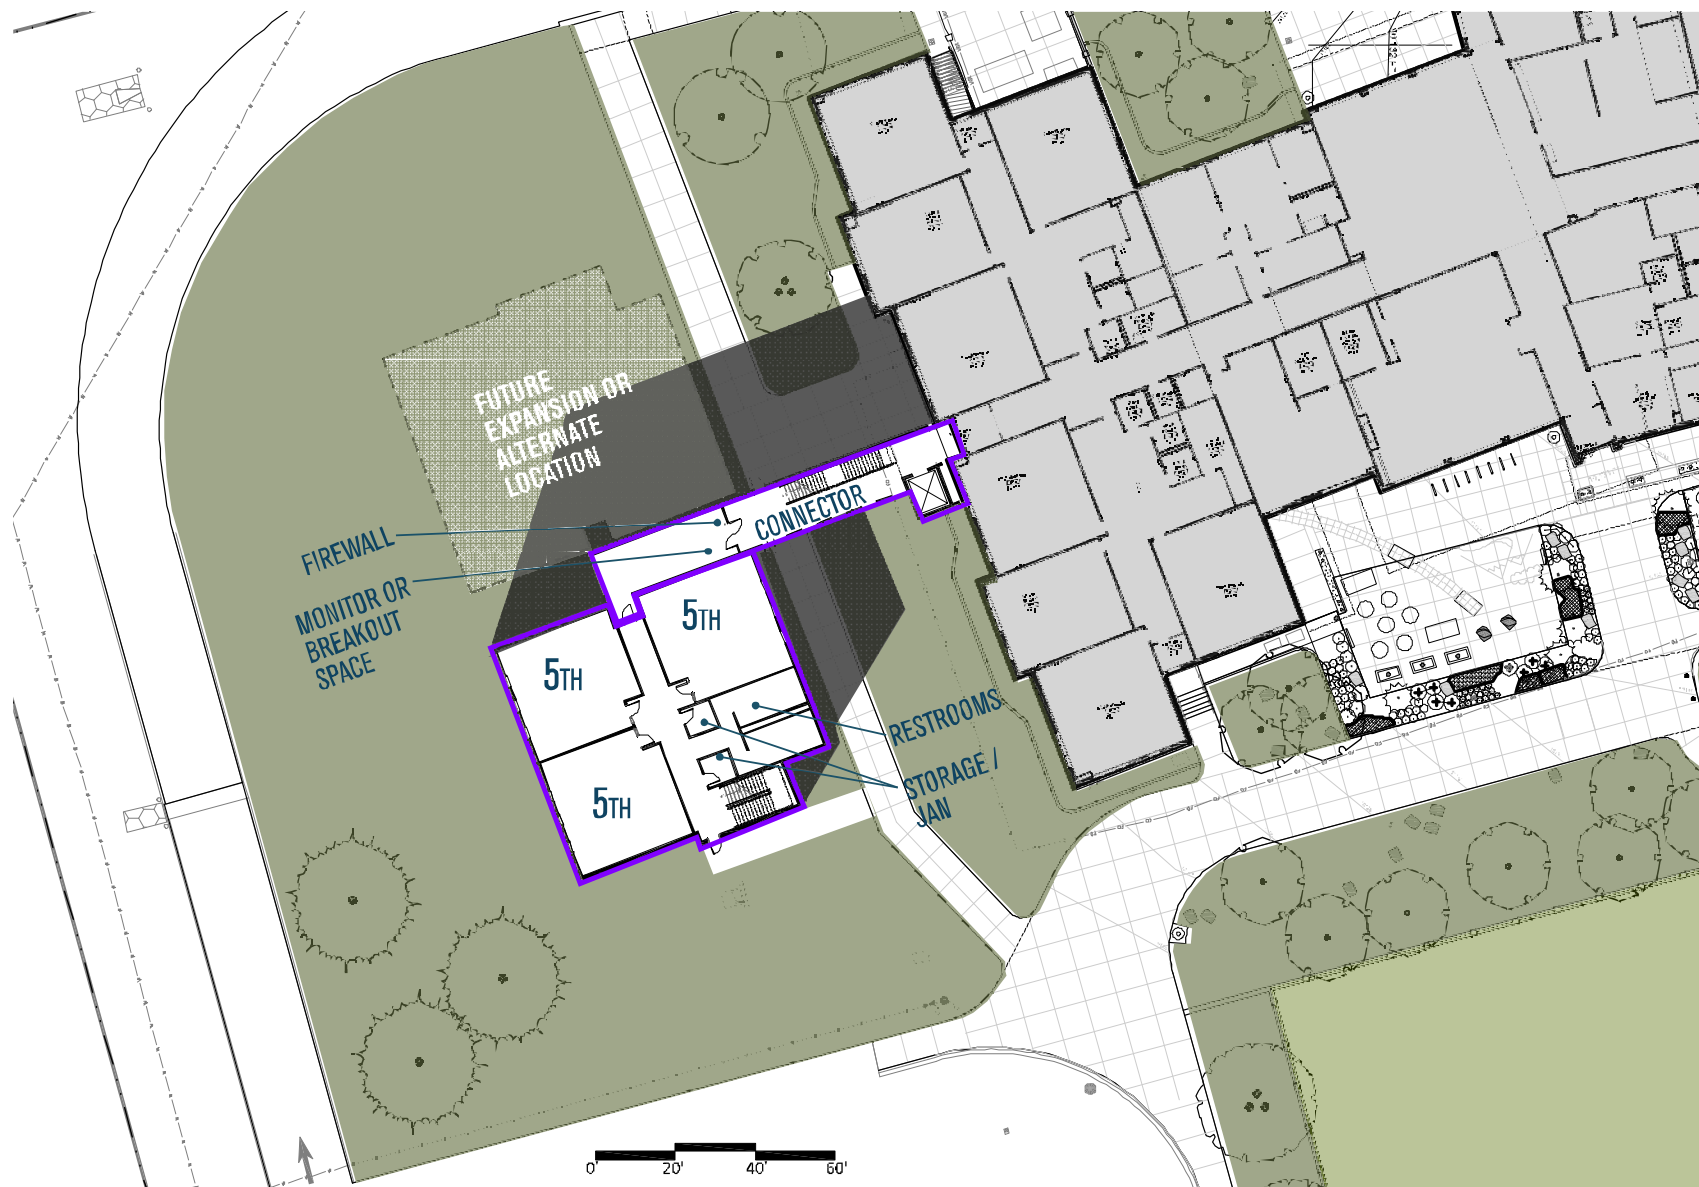 FUTURE
EXPANSION OR
ALTERNATE
LOCATION
FIREWALL
CONNECTOR
MONITOR OR
BREAKOUT
SPACE
5TH
5TH
5TH
RESTROOMS
STORAGE /
JAN
0' 20' 40' 60'